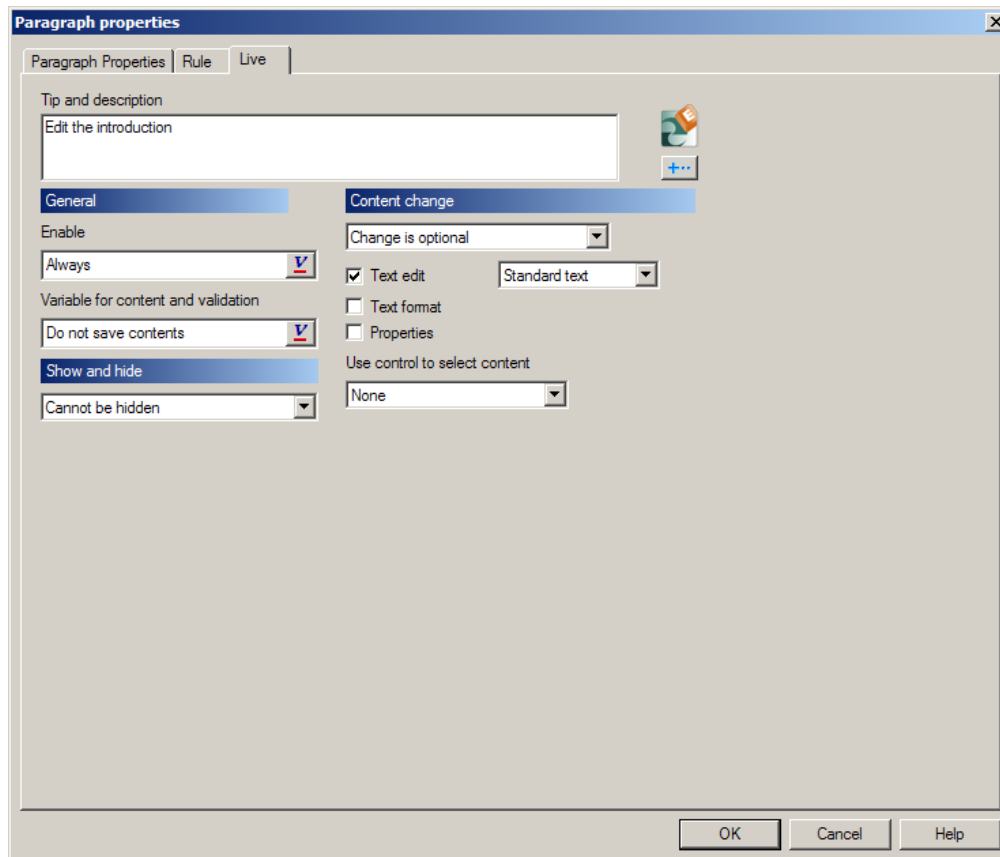 Paragraph properties
Paragraph Properties Rule Live
Tip and description
Edit the introduction
General
Content change
Enable
Change is optional
Always V
Text edit Standard text
Variable for content and validation
Text format
Do not save contents V
Properties
Show and hide
Use control to select content
Cannot be hidden
None
OK Cancel Help